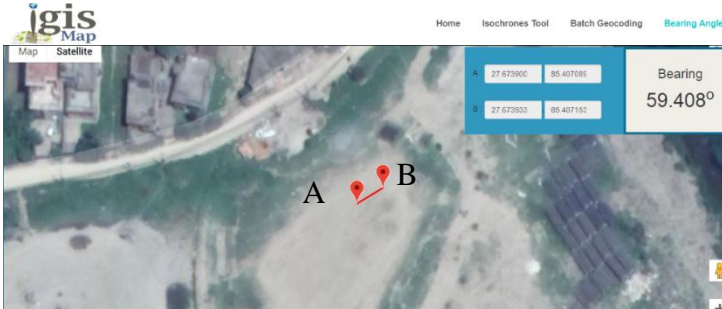 igis
Map
Home Isochrones Tool Batch Geocoding Bearing Angle
Map Satellite
A 27.673900 85.407085
Bearing
59.408°
B 27.673933 85.407153
A B